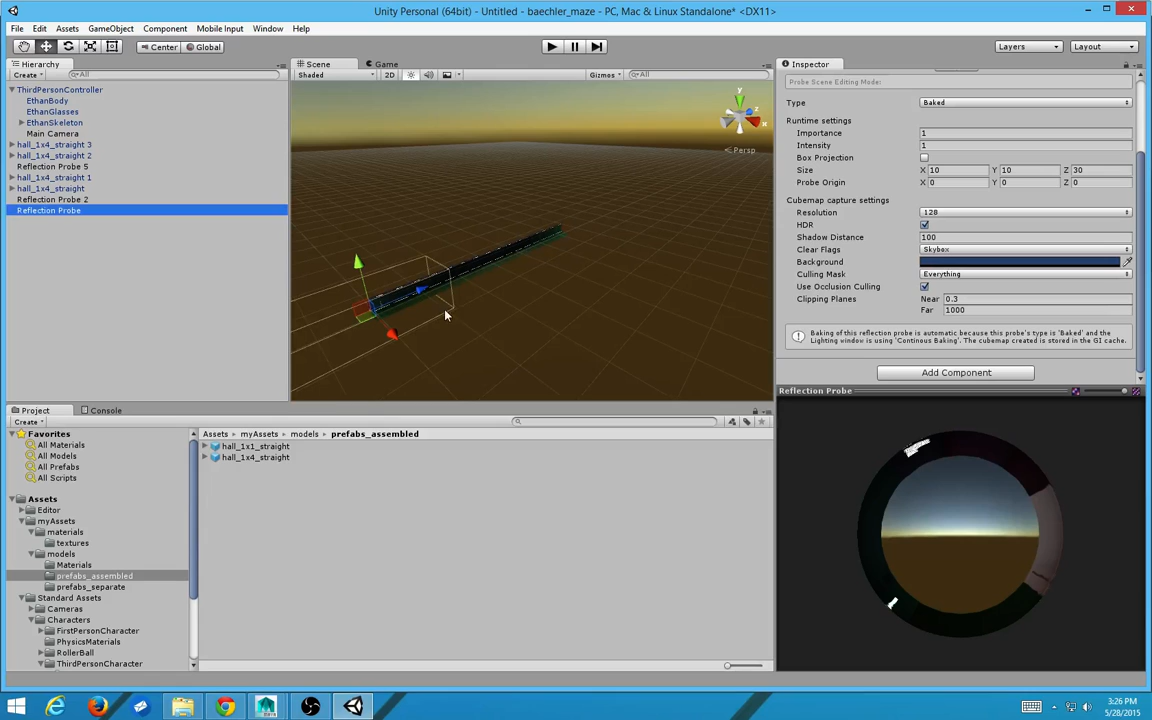 Unity Personal (64bit) - Untitled - baechler_maze - PC, Mac & Linux Standalone* <DX11>
File Edit Assets GameObject Component Mobile Input Window Help
Center Global Layers Layout
Hierarchy Scene Game Inspector
Create All Shaded 2D Gizmos All
ThirdPersonController
EthanBody
EthanGlasses
EthanSkeleton
Main Camera
hall_1x4_straight 3
hall_1x4_straight 2
Reflection Probe 5
hall_1x4_straight 1
hall_1x4_straight
Reflection Probe 2
Reflection Probe
y
z
x
Persp
Probe Scene Editing Mode:
Type Baked
Runtime settings
Importance 1
Intensity 1
Box Projection
Size X 10 Y 10 Z 30
Probe Origin X 0 Y 0 Z 0
Cubemap capture settings
Resolution 128
HDR
Shadow Distance 100
Clear Flags Skybox
Background
Culling Mask Everything
Use Occlusion Culling
Clipping Planes Near 0.3
Far 1000
Baking of this reflection probe is automatic because this probe's type is 'Baked' and the
Lighting window is using 'Continous Baking'. The cubemap created is stored in the GI cache.
Add Component
Reflection Probe
Project Console
Create
Favorites
All Materials
All Models
All Prefabs
All Scripts
Assets
Editor
myAssets
materials
textures
models
Materials
prefabs_assembled
prefabs_separate
Standard Assets
Cameras
Characters
FirstPersonCharacter
PhysicsMaterials
RollerBall
ThirdPersonCharacter
Assets myAssets models prefabs_assembled
hall_1x1_straight
hall_1x4_straight
3:26 PM
5/28/2015